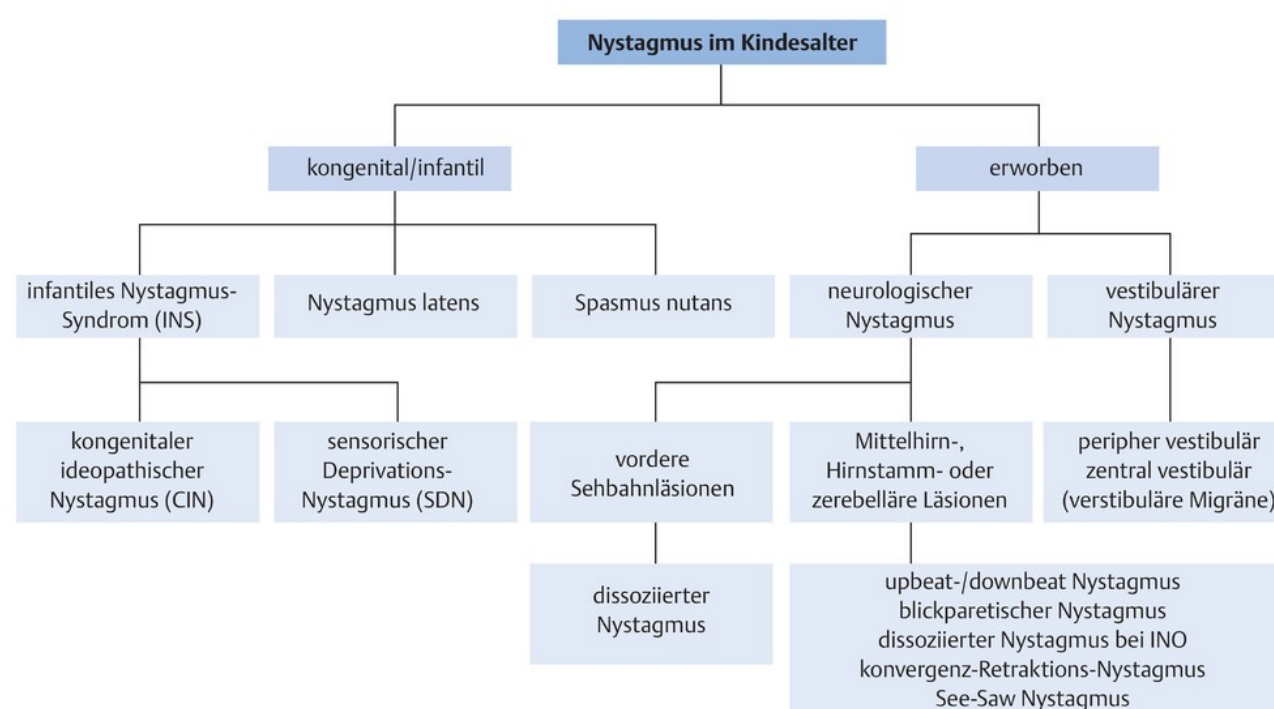 Nystagmus im Kindesalter
kongenital/infantil
erworben
infantiles Nystagmus-
Syndrom (INS)
Nystagmus latens
Spasmus nutans
neurologischer
Nystagmus
vestibulärer
Nystagmus
kongenitaler
ideopathischer
Nystagmus (CIN)
sensorischer
Deprivations-
Nystagmus (SDN)
vordere
Sehbahnläsionen
Mittelhirn-,
Hirnstamm- oder
zerebelläre Läsionen
peripher vestibulär
zentral vestibulär
(verstibuläre Migräne)
dissoziierter
Nystagmus
upbeat-/downbeat Nystagmus
blickparetischer Nystagmus
dissoziierter Nystagmus bei INO
konvergenz-Retraktions-Nystagmus
See-Saw Nystagmus